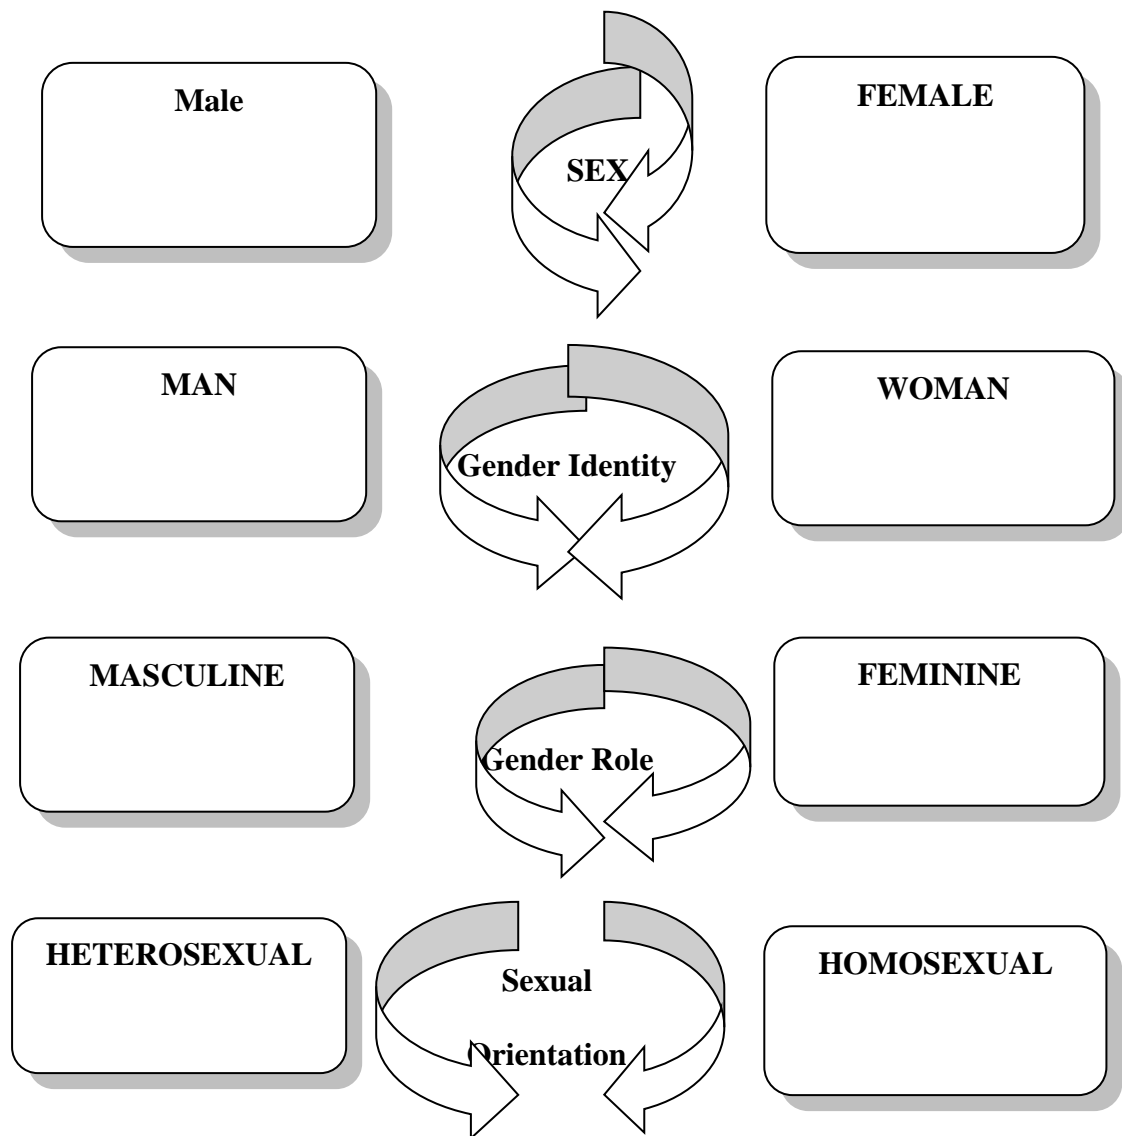 Male
SEX
FEMALE
MAN
Gender Identity
WOMAN
MASCULINE
Gender Role
FEMININE
HETEROSEXUAL
Sexual
Orientation
HOMOSEXUAL